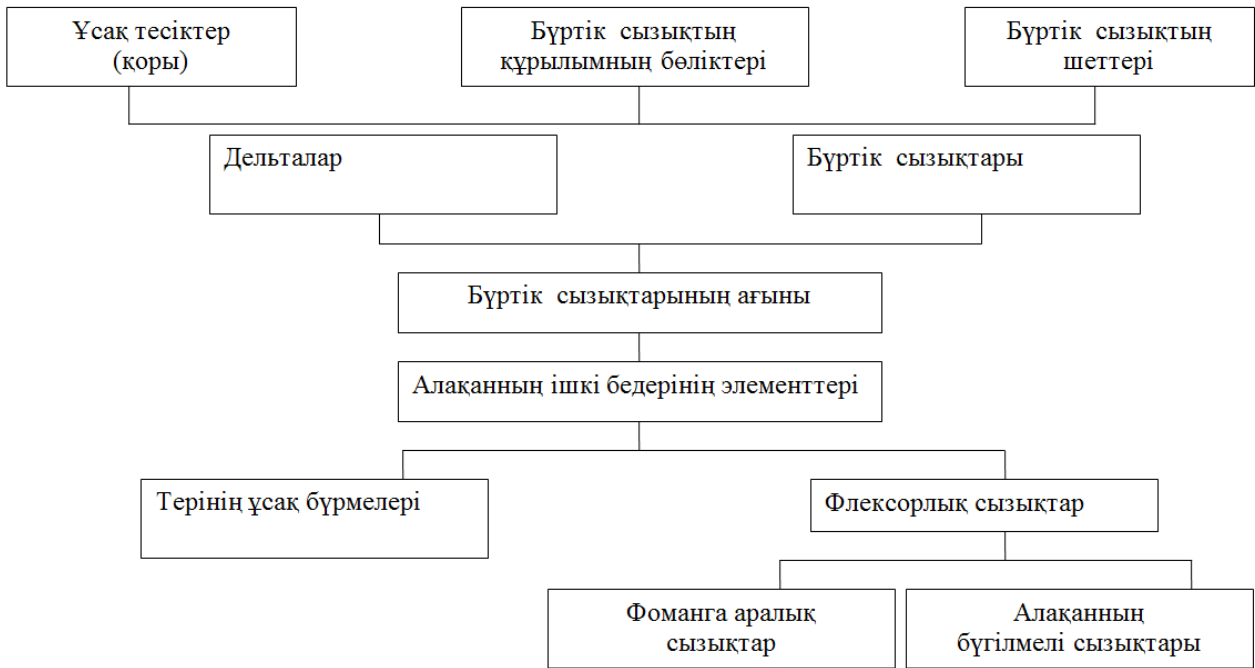 Ұсақ тесіктер
(қоры)
Бүртік сызықтың
құрылымның бөліктері
Бүртік сызықтың
шеттері
Дельталар
Бүртік сызықтары
Бүртік сызықтарының ағыны
Алақанның ішкі бедерінің элементтері
Терінің ұсақ бүрмелері
Флексорлық сызықтар
Фоманга аралық
сызықтар
Алақанның
бүгілмелі сызықтары